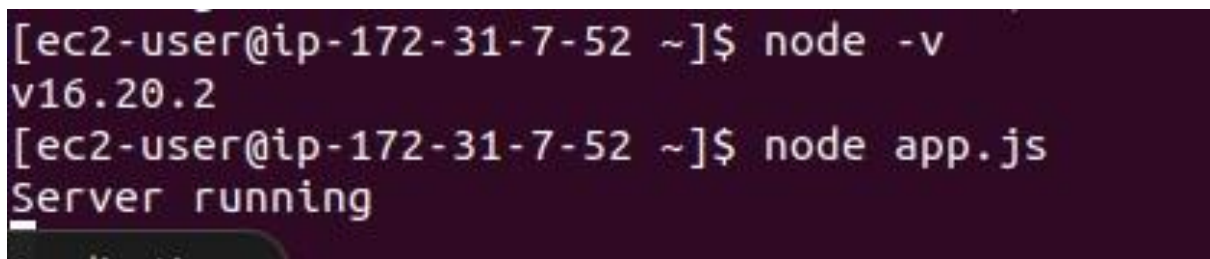 [ec2-user@ip-172-31-7-52 ~]$ node -v
v16.20.2
[ec2-user@ip-172-31-7-52 ~]$ node app.js
Server running